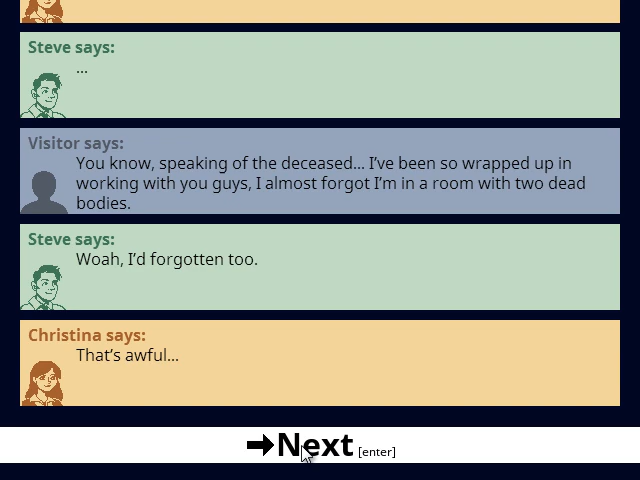 Steve says:
...
Visitor says:
You know, speaking of the deceased... I've been so wrapped up in
working with you guys, I almost forgot I'm in a room with two dead
bodies.
Steve says:
Woah, I'd forgotten too.
Christina says:
That's awful...
➡Next [enter]